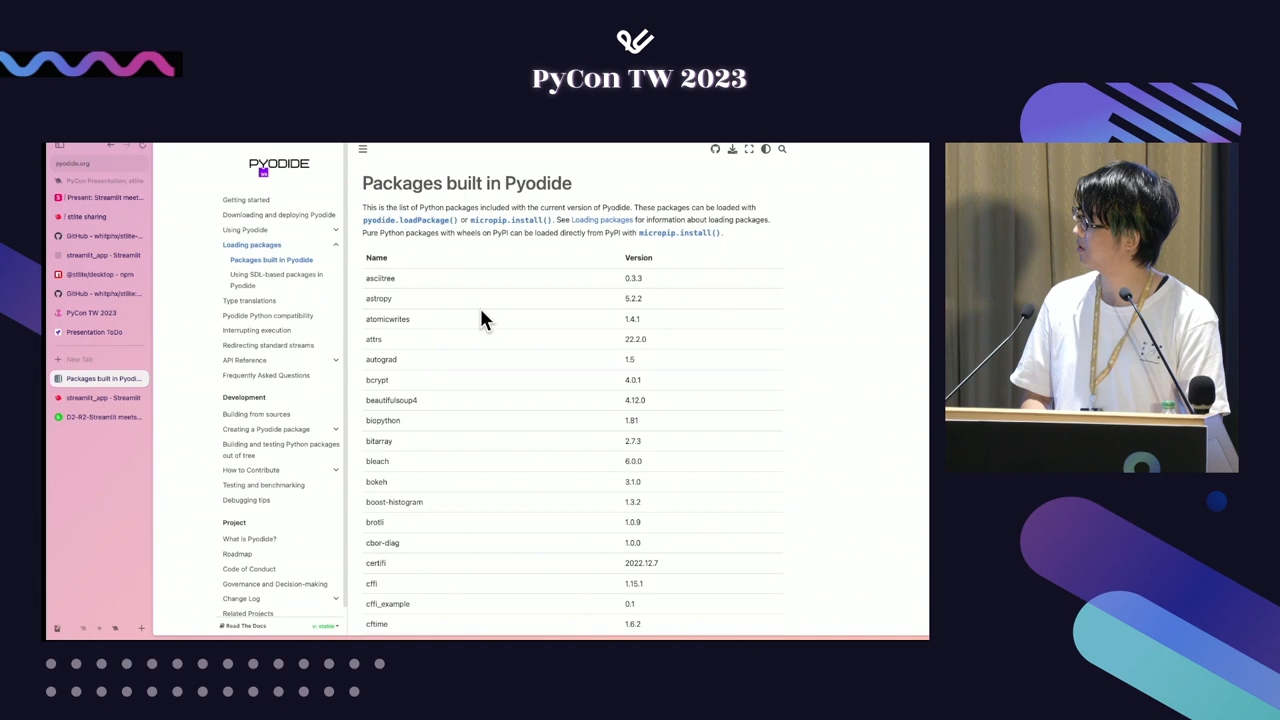 PyCon TW 2023
pyodide.org
PyCon Presentation; stlite
/ Present: Streamlit meet...
/ stlite sharing
GitHub - whitphx/stlite-...
streamlit_app · Streamlit
@stlite/desktop - npm
GitHub - whitphx/stlite:...
PyCon TW 2023
Presentation ToDo
New Tab
Packages built in Pyodi...
streamlit_app · Streamlit
D2-R2-Streamlit meets...
PYODIDE
Getting started
Downloading and deploying Pyodide
Using Pyodide
Loading packages
Packages built in Pyodide
Using SDL-based packages in
Pyodide
Type translations
Pyodide Python compatibility
Interrupting execution
Redirecting standard streams
API Reference
Frequently Asked Questions
Development
Building from sources
Creating a Pyodide package
Building and testing Python packages
out of tree
How to Contribute
Testing and benchmarking
Debugging tips
Project
What is Pyodide?
Roadmap
Code of Conduct
Governance and Decision-making
Change Log
Related Projects
Read The Docs v: stable
Packages built in Pyodide
This is the list of Python packages included with the current version of Pyodide. These packages can be loaded with
pyodide.loadPackage() or micropip.install(). See Loading packages for information about loading packages.
Pure Python packages with wheels on PyPI can be loaded directly from PyPI with micropip.install().
Name Version
asciitree 0.3.3
astropy 5.2.2
atomicwrites 1.4.1
attrs 22.2.0
autograd 1.5
bcrypt 4.0.1
beautifulsoup4 4.12.0
biopython 1.81
bitarray 2.7.3
bleach 6.0.0
bokeh 3.1.0
boost-histogram 1.3.2
brotli 1.0.9
cbor-diag 1.0.0
certifi 2022.12.7
cffi 1.15.1
cffi_example 0.1
cftime 1.6.2